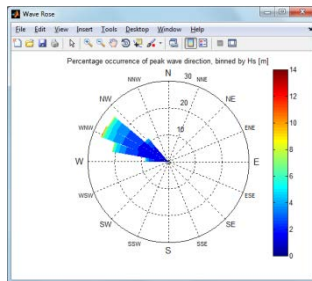 Wave Rose
File Edit View Insert Tools Desktop Window Help
Percentage occurrence of peak wave direction, binned by Hs [m]
N
30
NNE
NE
ENE
E
ESE
SE
SSE
S
SSW
SW
WSW
W
WNW
NW
NNW
20
10
14
12
10
8
6
4
2
0